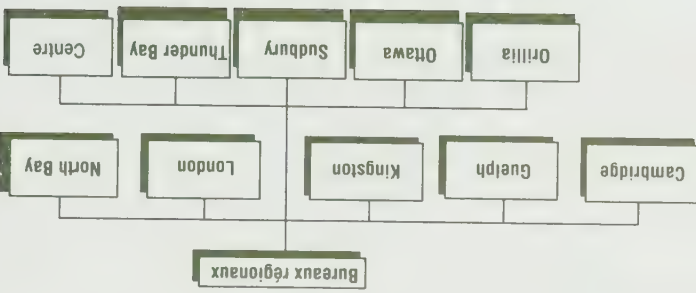 Bureaux régionaux
Cambridge Guelph Kingston London North Bay
Orillia Ottawa Sudbury Thunder Bay Centre